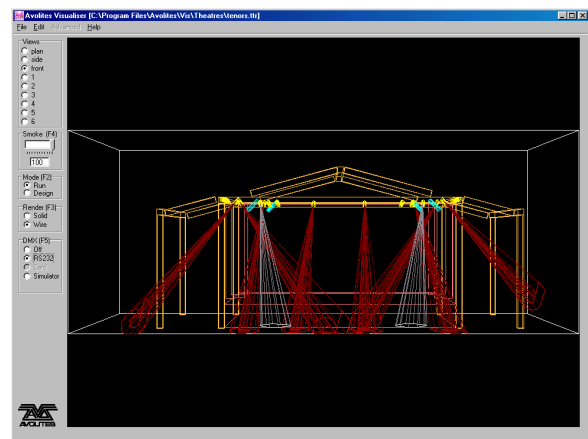 Avolites Visualiser [C:\Program Files\Avolites\Vis\Theatres\tenors.ttr]
File Edit Advanced Help
Views
plan
side
front
1
2
3
4
5
6
Smoke (F4)
100
Mode (F2)
Run
Design
Render (F3)
Solid
Wire
DMX (F5)
Off
RS232
Simulator
AVOLITES